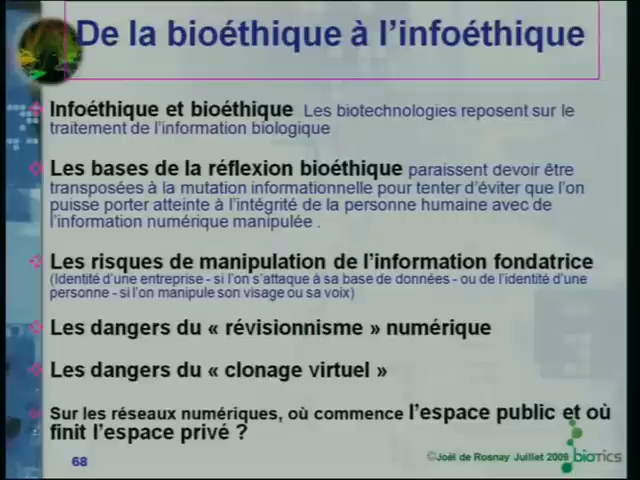 De la bioéthique à l'infoéthique
Infoéthique et bioéthique Les biotechnologies reposent sur le
traitement de l'information biologique
Les bases de la réflexion bioéthique paraissent devoir être
transposées à la mutation informationnelle pour tenter d'éviter que l'on
puisse porter atteinte à l'intégrité de la personne humaine avec de
l'information numérique manipulée .
Les risques de manipulation de l'information fondatrice
(Identité d'une entreprise - si l'on s'attaque à sa base de données - ou de l'identité d'une
personne - si l'on manipule son visage ou sa voix)
Les dangers du « révisionnisme » numérique
Les dangers du « clonage virtuel »
Sur les réseaux numériques, où commence l'espace public et où
finit l'espace privé ?
68
©Joël de Rosnay Juillet 2009
biotics